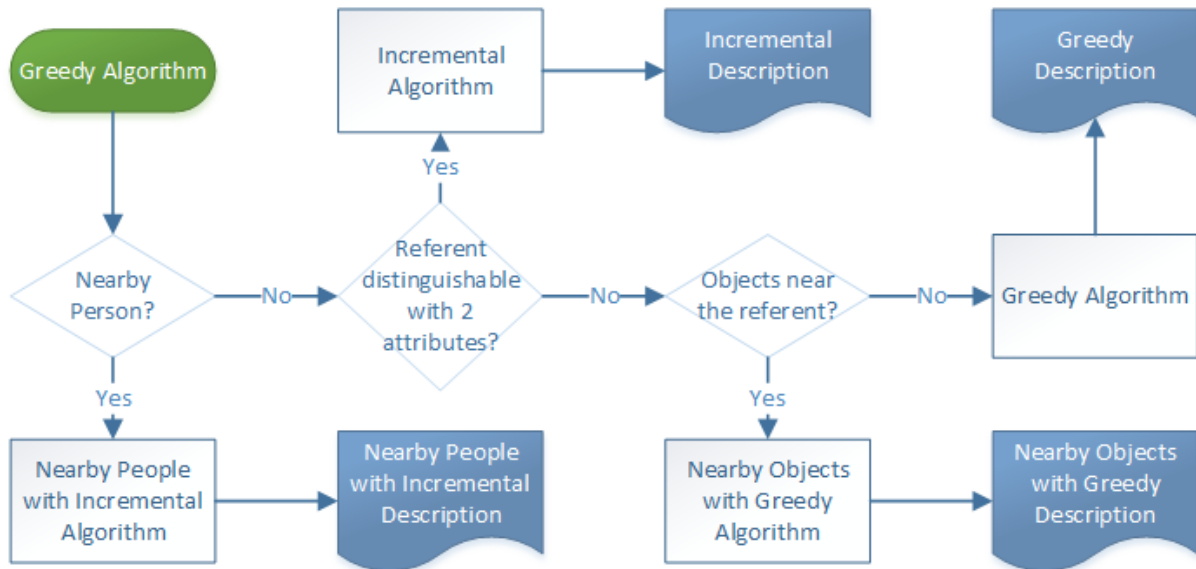 Greedy Algorithm
Incremental
Algorithm
Incremental
Description
Greedy
Description
Yes
Nearby
Person?
No
Referent
distinguishable
with 2
attributes?
No
Objects near
the referent?
No
Greedy Algorithm
Yes
Yes
Nearby People
with Incremental
Algorithm
Nearby People
with Incremental
Description
Nearby Objects
with Greedy
Algorithm
Nearby Objects
with Greedy
Description